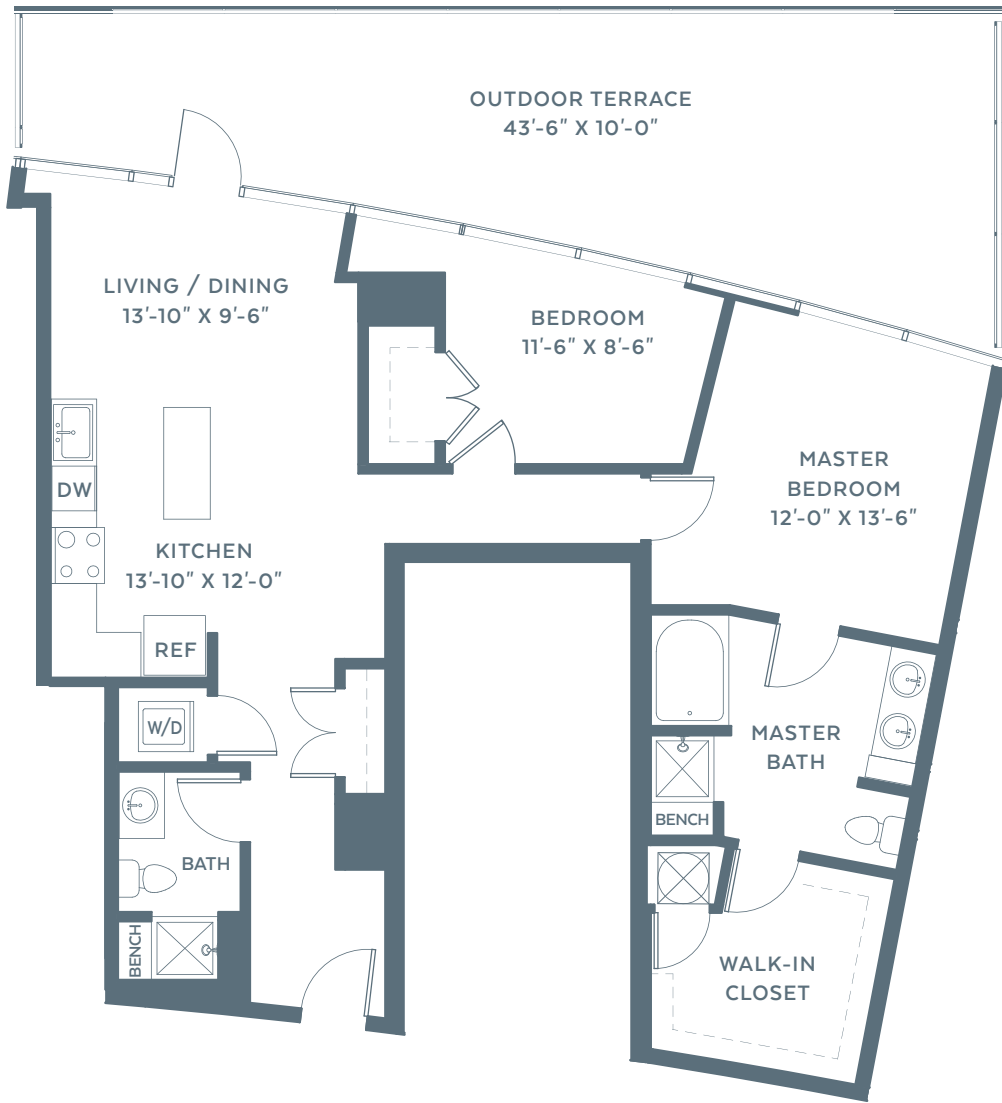 OUTDOOR TERRACE
43'-6" X 10'-0"
LIVING / DINING
13'-10" X 9'-6"
BEDROOM
11'-6" X 8'-6"
DW
MASTER
BEDROOM
12'-0" X 13'-6"
KITCHEN
13'-10" X 12'-0"
REF
W/D
MASTER
BATH
BENCH
BATH
BENCH
WALK-IN
CLOSET